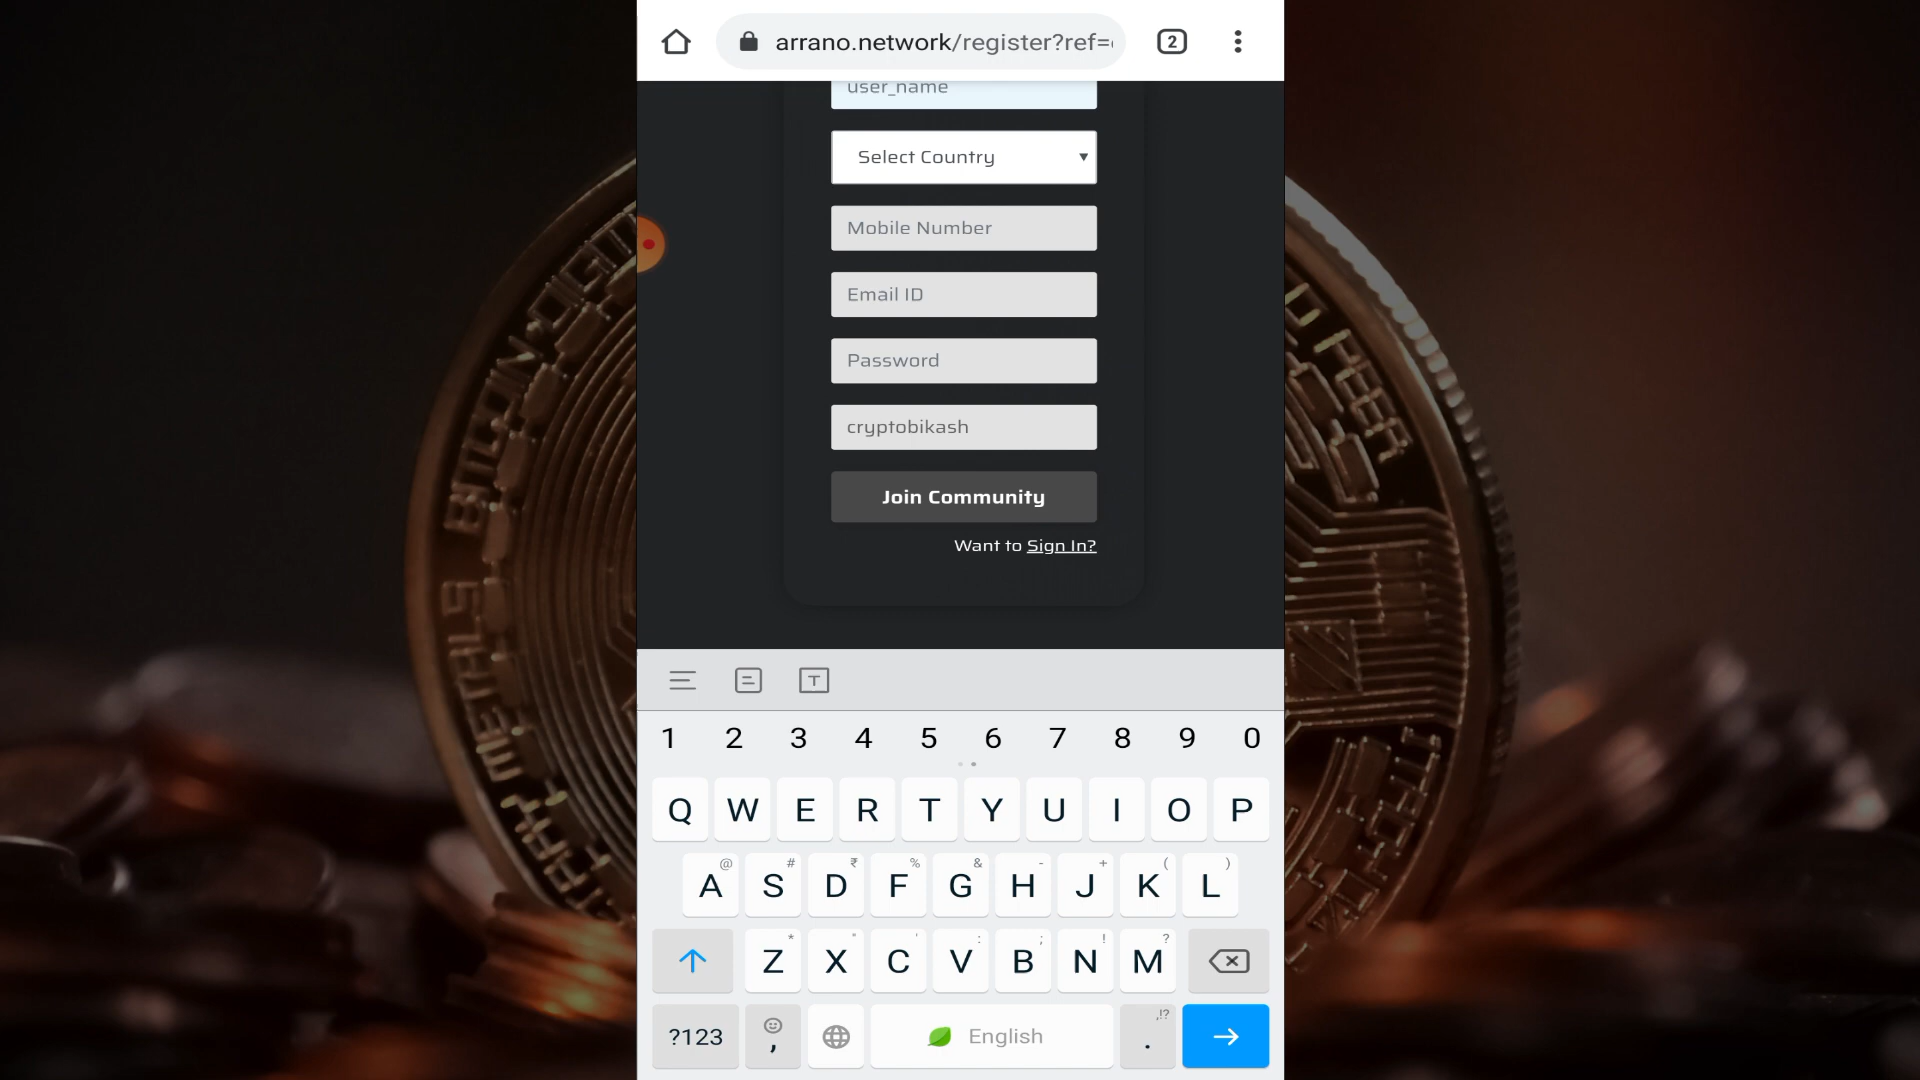 arrano.network/register?ref=
2
user_name
Select Country
Mobile Number
Email ID
Password
cryptobikash
Join Community
Want to Sign In?
1 2 3 4 5 6 7 8 9 0
Q W E R T Y U I O P
@ # ₹ % & - + ( )
A S D F G H J K L
* " ' : ; ! ?
Z X C V B N M
?123 , English . ,!?